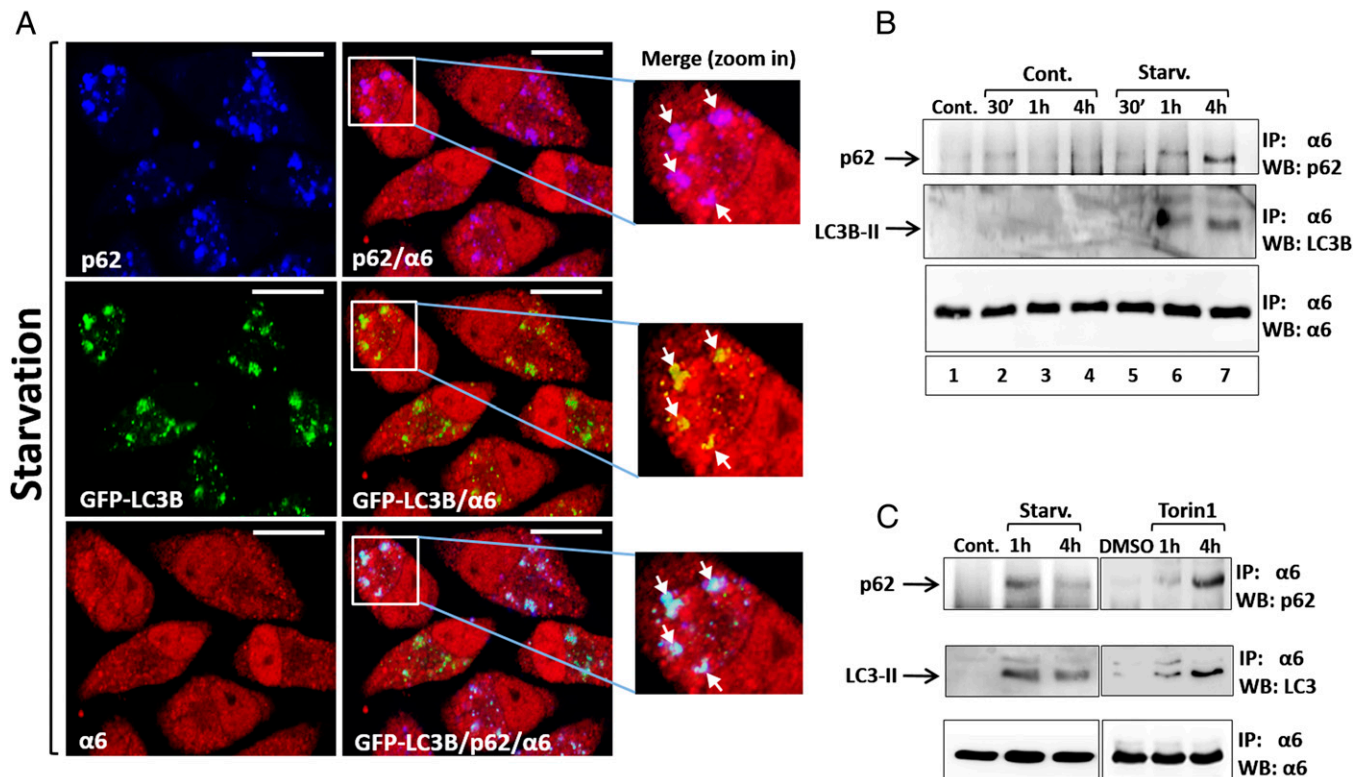 A
Starvation
p62
p62/α6
Merge (zoom in)
GFP-LC3B
GFP-LC3B/α6
α6
GFP-LC3B/p62/α6
B
Cont. Starv.
Cont. 30’ 1h 4h 30’ 1h 4h
p62
IP: α6
WB: p62
LC3B-II
IP: α6
WB: LC3B
IP: α6
WB: α6
1 2 3 4 5 6 7
C
Starv. Torin1
Cont. 1h 4h DMSO 1h 4h
p62
IP: α6
WB: p62
LC3-II
IP: α6
WB: LC3
IP: α6
WB: α6